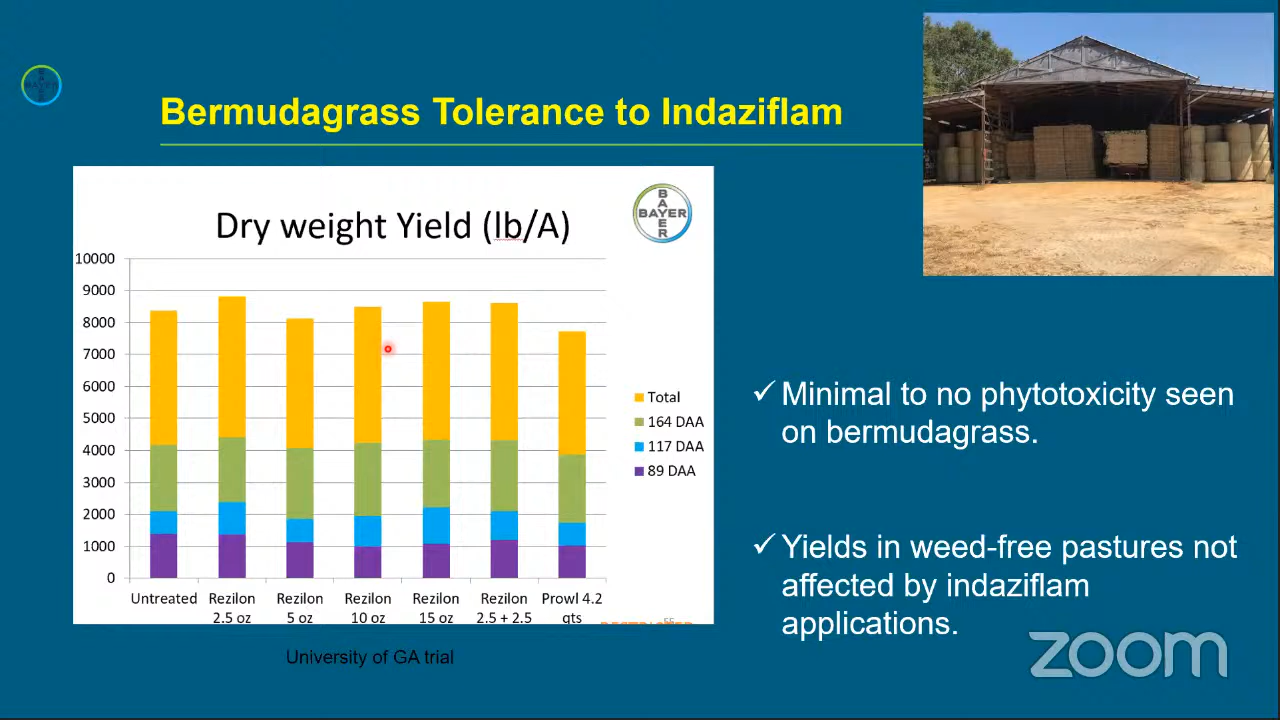 Bermudagrass Tolerance to Indaziflam
Dry weight Yield (lb/A)
BAYER
BAYER
10000
9000
8000
7000
6000
5000
4000
3000
2000
1000
0
Total
164 DAA
117 DAA
89 DAA
Untreated
Rezilon
2.5 oz
Rezilon
5 oz
Rezilon
10 oz
Rezilon
15 oz
Rezilon
2.5 + 2.5
Prowl 4.2
qts
University of GA trial
✓ Minimal to no phytotoxicity seen
on bermudagrass.
✓ Yields in weed-free pastures not
affected by indaziflam
applications.
zoom